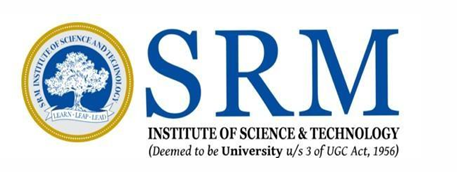 S R M INSTITUTE OF SCIENCE AND TECHNOLOGY
LEARN - LEAP - LEAD
SRM
INSTITUTE OF SCIENCE & TECHNOLOGY
(Deemed to be University u/s 3 of UGC Act, 1956)